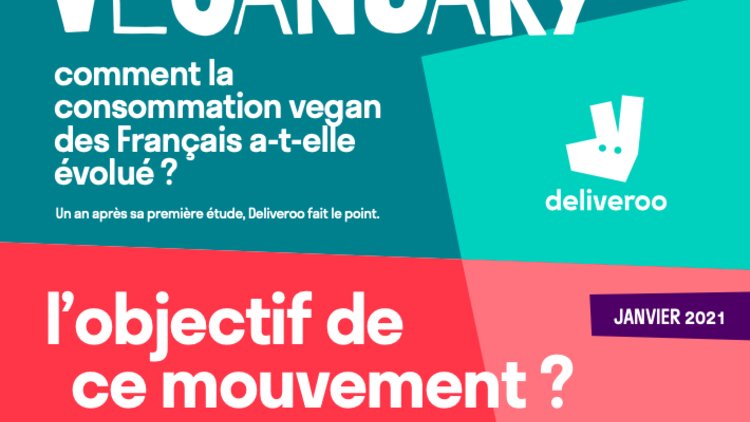 VEGANUARY
comment la
consommation vegan
des Français a-t-elle
évolué ?
Un an après sa première étude, Deliveroo fait le point.
deliveroo
l'objectif de
ce mouvement ?
JANVIER 2021